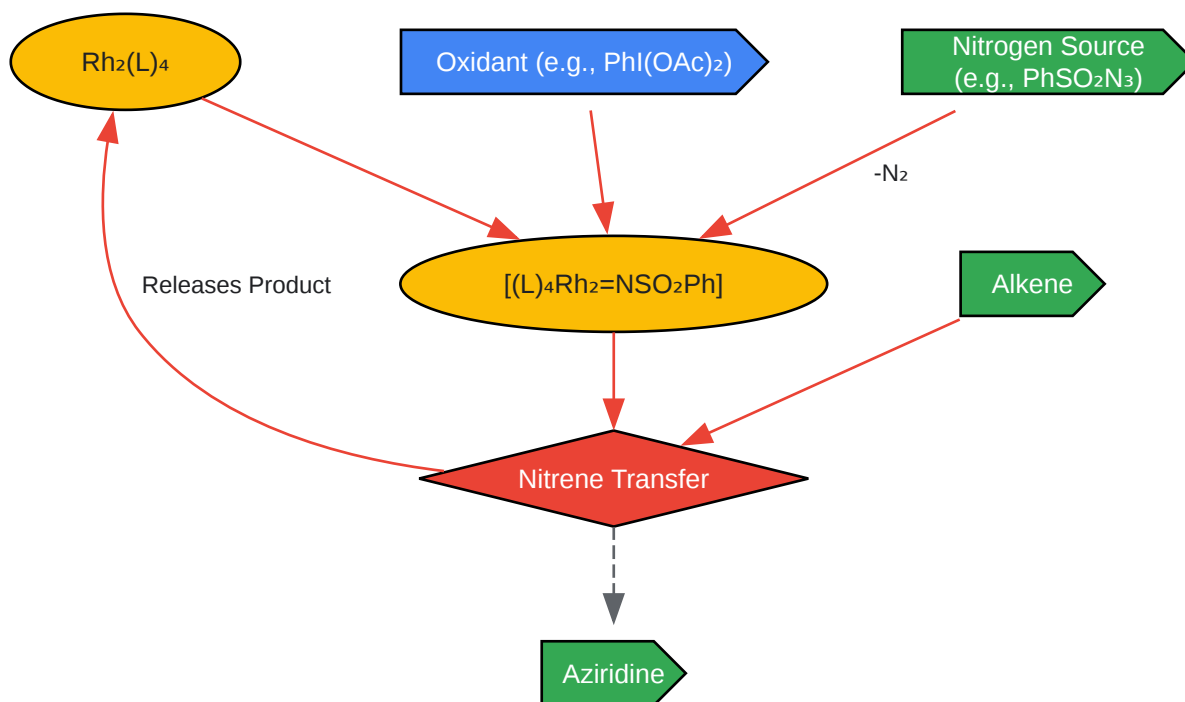 Rh₂(L)₄
Oxidant (e.g., PhI(OAc)₂)
Nitrogen Source
(e.g., PhSO₂N₃)
-N₂
Releases Product
[(L)₄Rh₂=NSO₂Ph]
Alkene
Nitrene Transfer
Aziridine